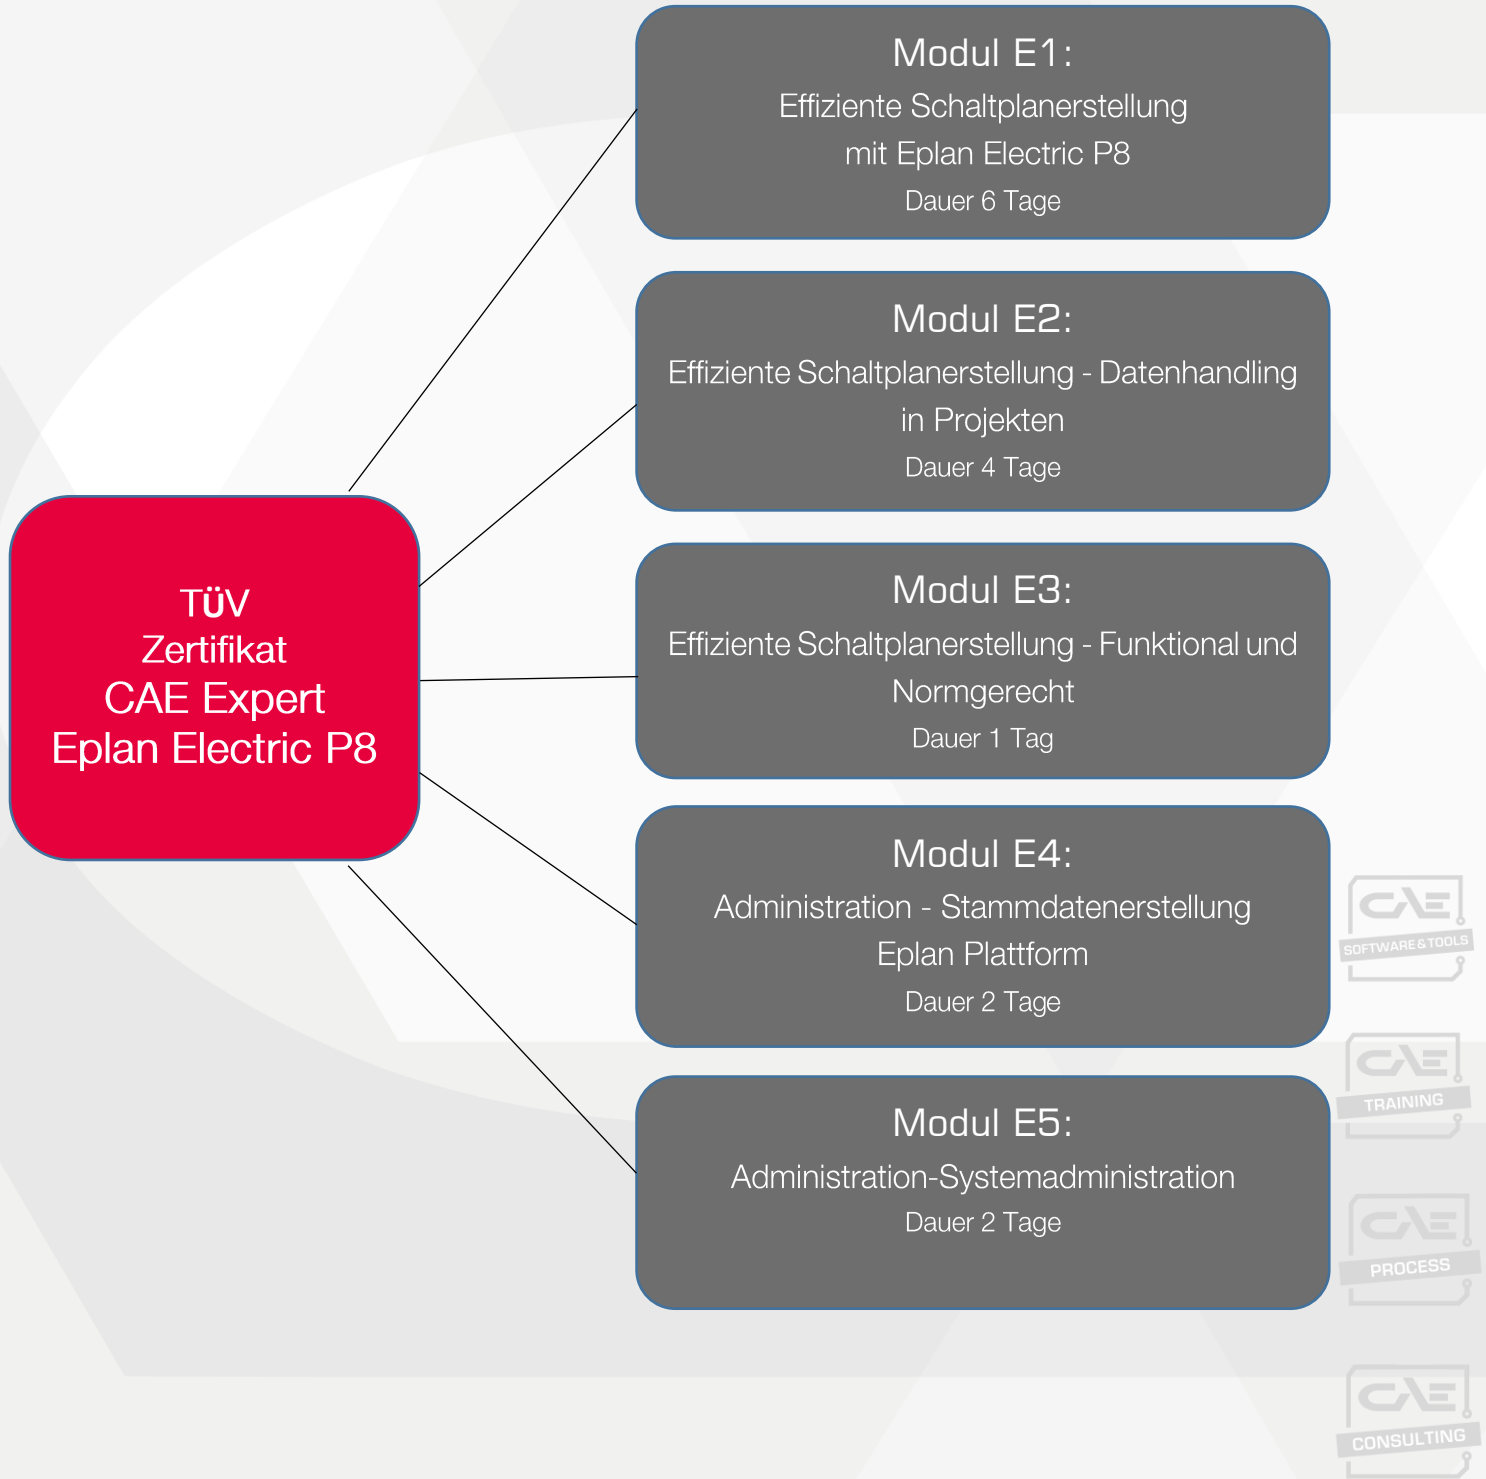 Modul E1:
Effiziente Schaltplanerstellung
mit Eplan Electric P8
Dauer 6 Tage
Modul E2:
Effiziente Schaltplanerstellung - Datenhandling
in Projekten
Dauer 4 Tage
TÜV
Zertifikat
CAE Expert
Eplan Electric P8
Modul E3:
Effiziente Schaltplanerstellung - Funktional und
Normgerecht
Dauer 1 Tag
Modul E4:
Administration - Stammdatenerstellung
Eplan Plattform
Dauer 2 Tage
Modul E5:
Administration-Systemadministration
Dauer 2 Tage
CAE
SOFTWARE & TOOLS
CAE
TRAINING
CAE
PROCESS
CAE
CONSULTING